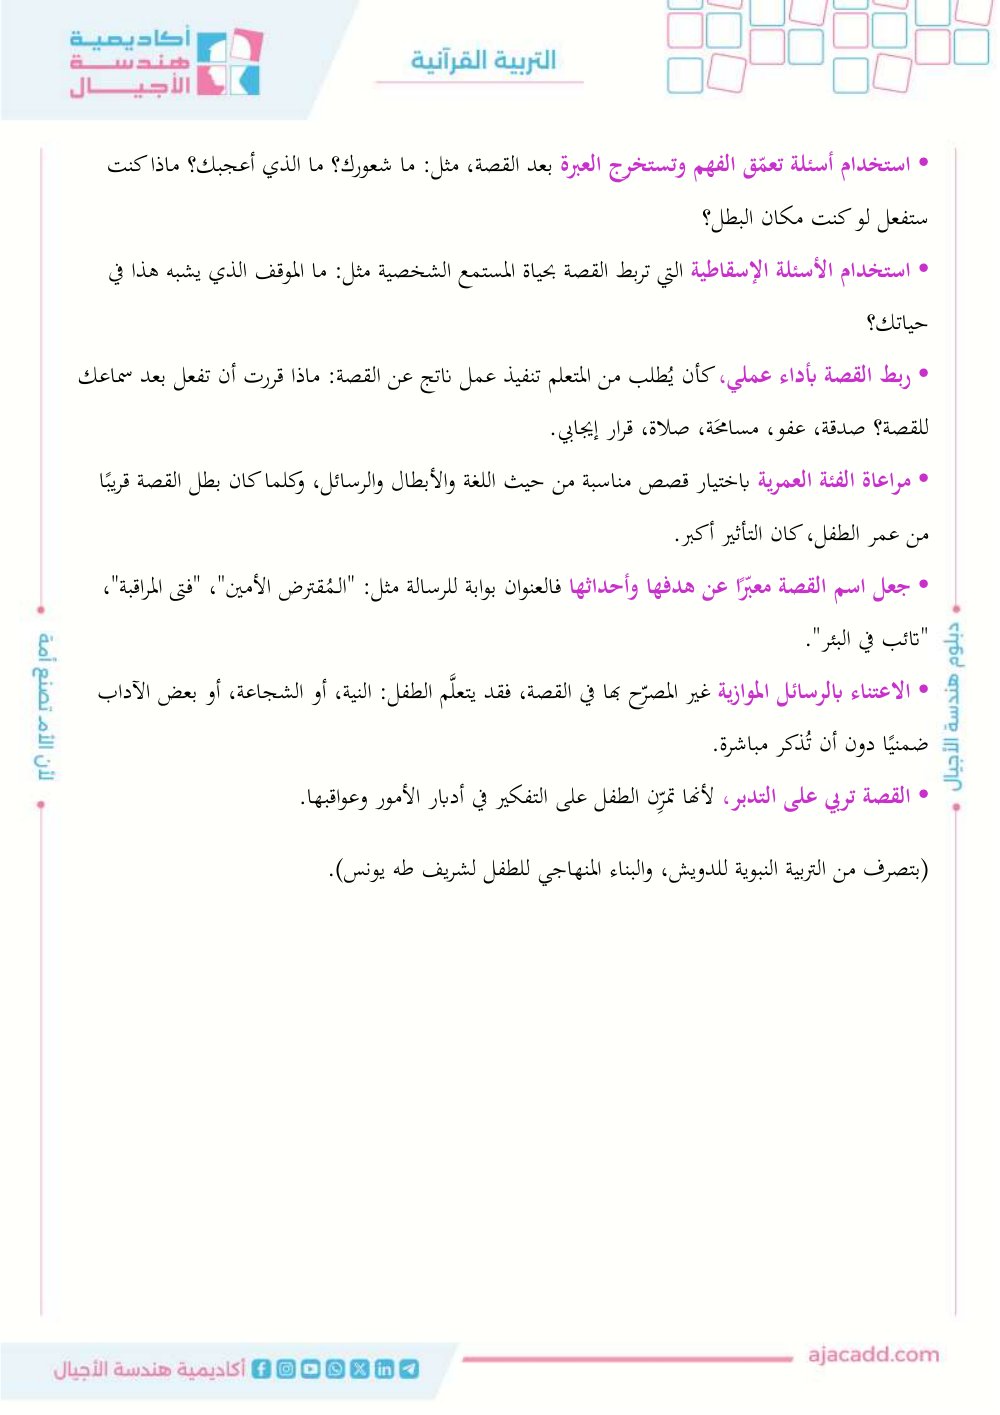 أكاديمية
هندسة
الأجيال
التربية القرآنية
• استخدام أسئلة تعمّق الفهم وتستخرج العبرة بعد القصة، مثل: ما شعورك؟ ما الذي أعجبك؟ ماذا كنت
ستفعل لو كنت مكان البطل؟
• استخدام الأسئلة الإسقاطية التي تربط القصة بحياة المستمع الشخصية مثل: ما الموقف الذي يشبه هذا في
حياتك؟
• ربط القصة بأداء عملي، كأن يُطلب من المتعلم تنفيذ عمل ناتج عن القصة: ماذا قررت أن تفعل بعد سماعك
للقصة؟ صدقة، عفو، مسامحَة، صلاة، قرار إيجابي.
• مراعاة الفئة العمرية باختيار قصص مناسبة من حيث اللغة والأبطال والرسائل، وكلما كان بطل القصة قريبًا
من عمر الطفل، كان التأثير أكبر.
• جعل اسم القصة معبّرًا عن هدفها وأحداثها فالعنوان بوابة للرسالة مثل: "المُقترض الأمين"، "فتى المراقبة"،
"تائب في البئر".
• الاعتناء بالرسائل الموازية غير المصرّح بها في القصة، فقد يتعلَّم الطفل: النية، أو الشجاعة، أو بعض الآداب
ضمنيًا دون أن تُذكر مباشرة.
• القصة تربي على التدبر، لأنها تمرّن الطفل على التفكير في أدبار الأمور وعواقبها.
(بتصرف من التربية النبوية للدويش، والبناء المنهاجي للطفل لشريف طه يونس).
دبلوم هندسة الأجيال
لأن الأم تصنع أمة
أكاديمية هندسة الأجيال
ajacadd.com